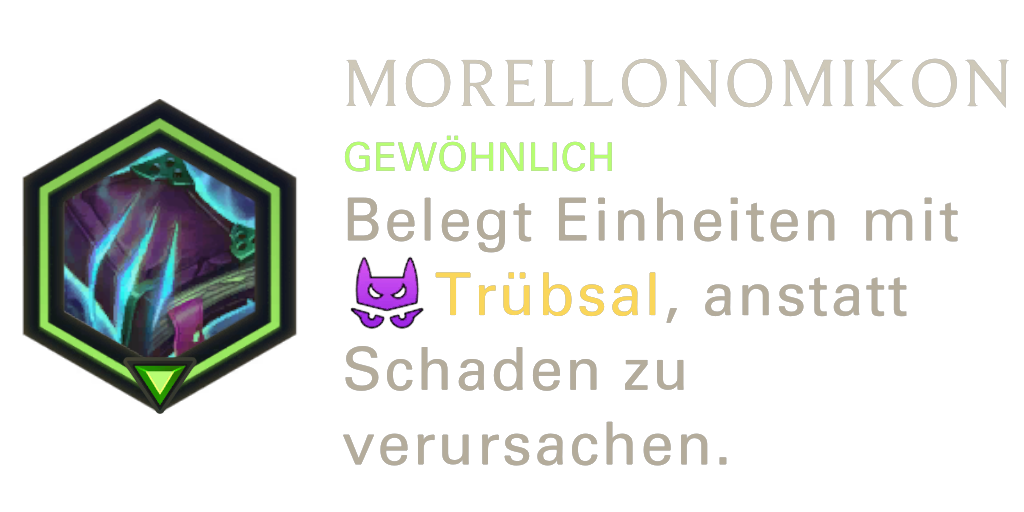 MORELLONOMIKON
GEWÖHNLICH
Belegt Einheiten mit
Trübsal, anstatt
Schaden zu
verursachen.